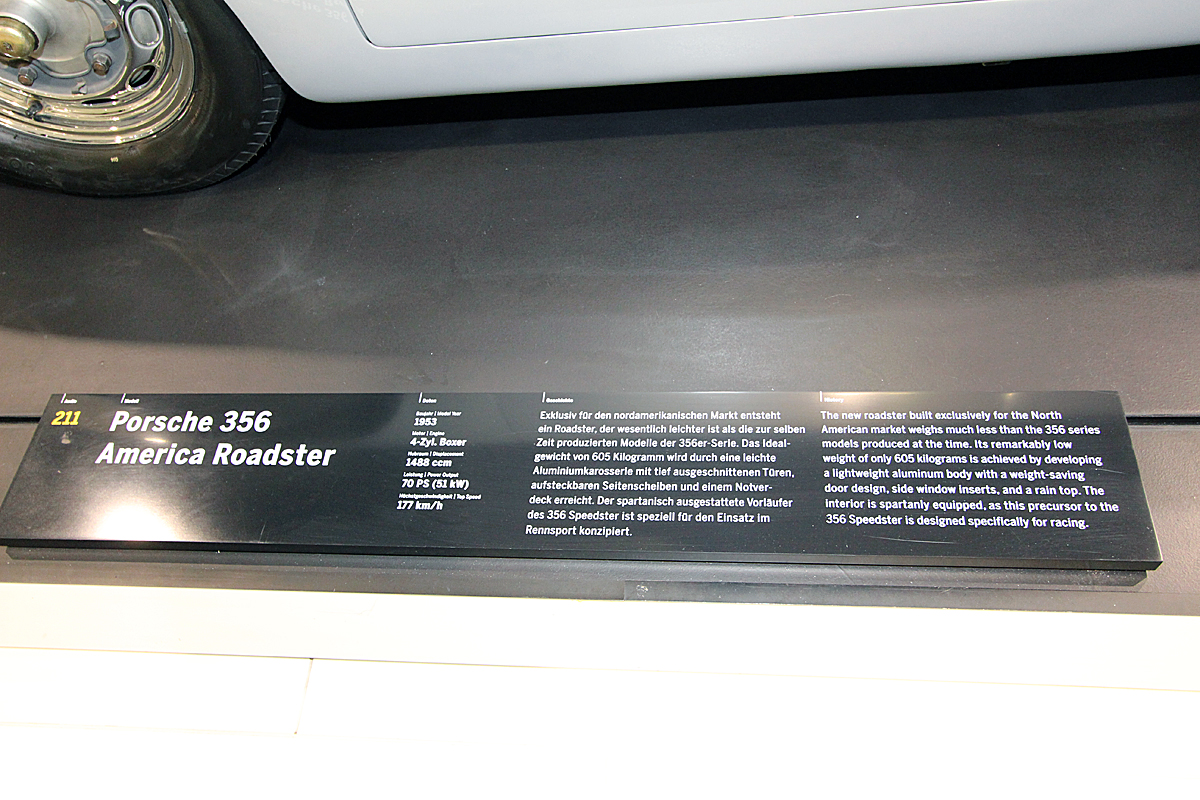 Audio
211
Modell
Porsche 356
America Roadster
Daten
Baujahr | Model Year
1953
Motor | Engine
4-Zyl. Boxer
Hubraum | Displacement
1488 ccm
Leistung | Power Output
70 PS (51 kW)
Höchstgeschwindigkeit | Top Speed
177 km/h
Geschichte
Exklusiv für den nordamerikanischen Markt entsteht
ein Roadster, der wesentlich leichter ist als die zur selben
Zeit produzierten Modelle der 356er-Serie. Das Ideal-
gewicht von 605 Kilogramm wird durch eine leichte
Aluminiumkarosserie mit tief ausgeschnittenen Türen,
aufsteckbaren Seitenscheiben und einem Notver-
deck erreicht. Der spartanisch ausgestattete Vorläufer
des 356 Speedster ist speziell für den Einsatz im
Rennsport konzipiert.
History
The new roadster built exclusively for the North
American market weighs much less than the 356 series
models produced at the time. Its remarkably low
weight of only 605 kilograms is achieved by developing
a lightweight aluminum body with a weight-saving
door design, side window inserts, and a rain top. The
interior is spartanly equipped, as this precursor to the
356 Speedster is designed specifically for racing.